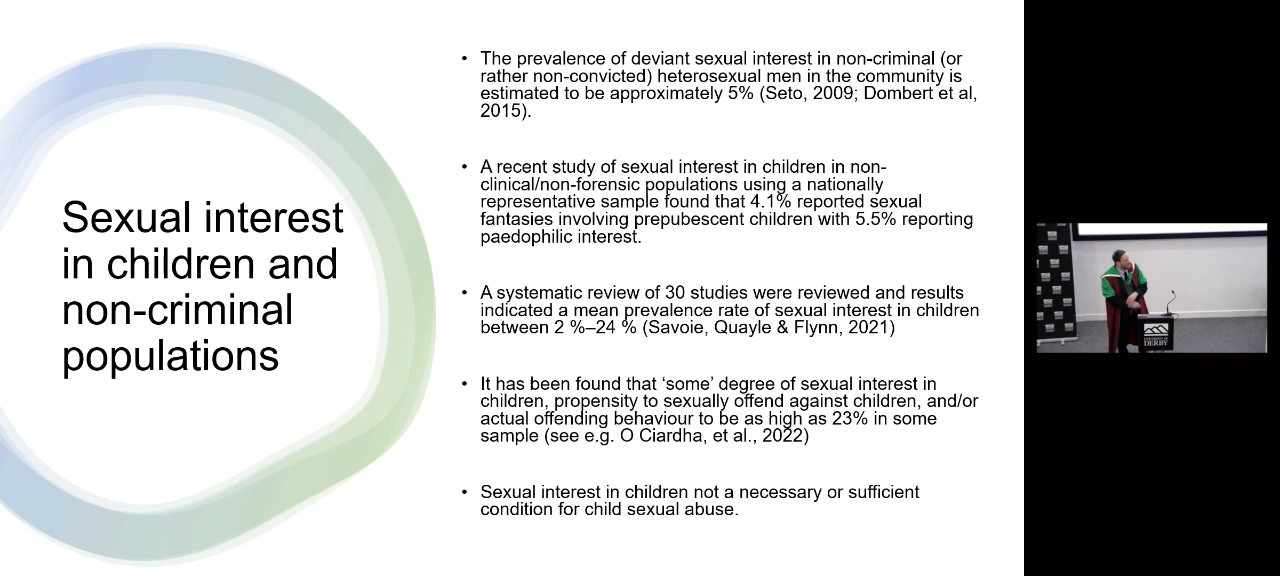 Sexual interest
in children and
non-criminal
populations
• The prevalence of deviant sexual interest in non-criminal (or
rather non-convicted) heterosexual men in the community is
estimated to be approximately 5% (Seto, 2009; Dombert et al,
2015).
• A recent study of sexual interest in children in non-
clinical/non-forensic populations using a nationally
representative sample found that 4.1% reported sexual
fantasies involving prepubescent children with 5.5% reporting
paedophilic interest.
• A systematic review of 30 studies were reviewed and results
indicated a mean prevalence rate of sexual interest in children
between 2 %–24 % (Savoie, Quayle & Flynn, 2021)
• It has been found that ‘some’ degree of sexual interest in
children, propensity to sexually offend against children, and/or
actual offending behaviour to be as high as 23% in some
sample (see e.g. O Ciardha, et al., 2022)
• Sexual interest in children not a necessary or sufficient
condition for child sexual abuse.
DERBY